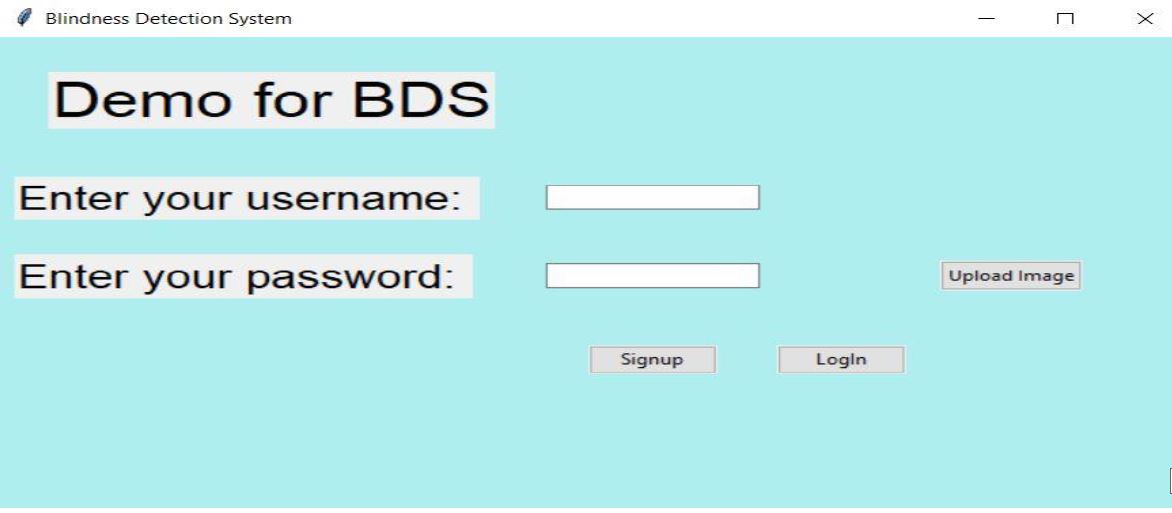 Blindness Detection System
Demo for BDS
Enter your username:
Enter your password:
Upload Image
Signup LogIn